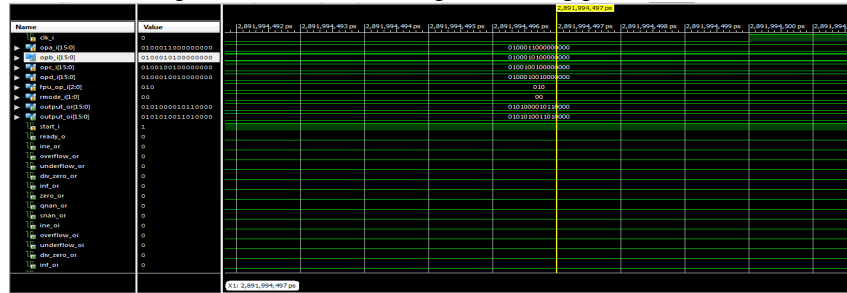 2,891,994,497 ps
Name Value 2,891,994,492 ps 2,891,994,493 ps 2,891,994,494 ps 2,891,994,495 ps 2,891,994,496 ps 2,891,994,497 ps 2,891,994,498 ps 2,891,994,499 ps 2,891,994,500 ps 2,891,994,
clk_i 0
opa_i[15:0] 0100011000000000 0100011000000000
opb_i[15:0] 0100010100000000 0100010100000000
opc_i[15:0] 0100100100000000 0100100100000000
opd_i[15:0] 0100010010000000 0100010010000000
fpu_op_i[2:0] 010 010
rmode_i[1:0] 00 00
output_or[15:0] 0101000010110000 0101000010110000
output_oi[15:0] 0101010011010000 0101010011010000
start_i 1
ready_o 0
ine_or 0
overflow_or 0
underflow_or 0
div_zero_or 0
inf_or 0
zero_or 0
qnan_or 0
snan_or 0
ine_oi 0
overflow_oi 0
underflow_oi 0
div_zero_oi 0
inf_oi 0
X1: 2,891,994,497 ps